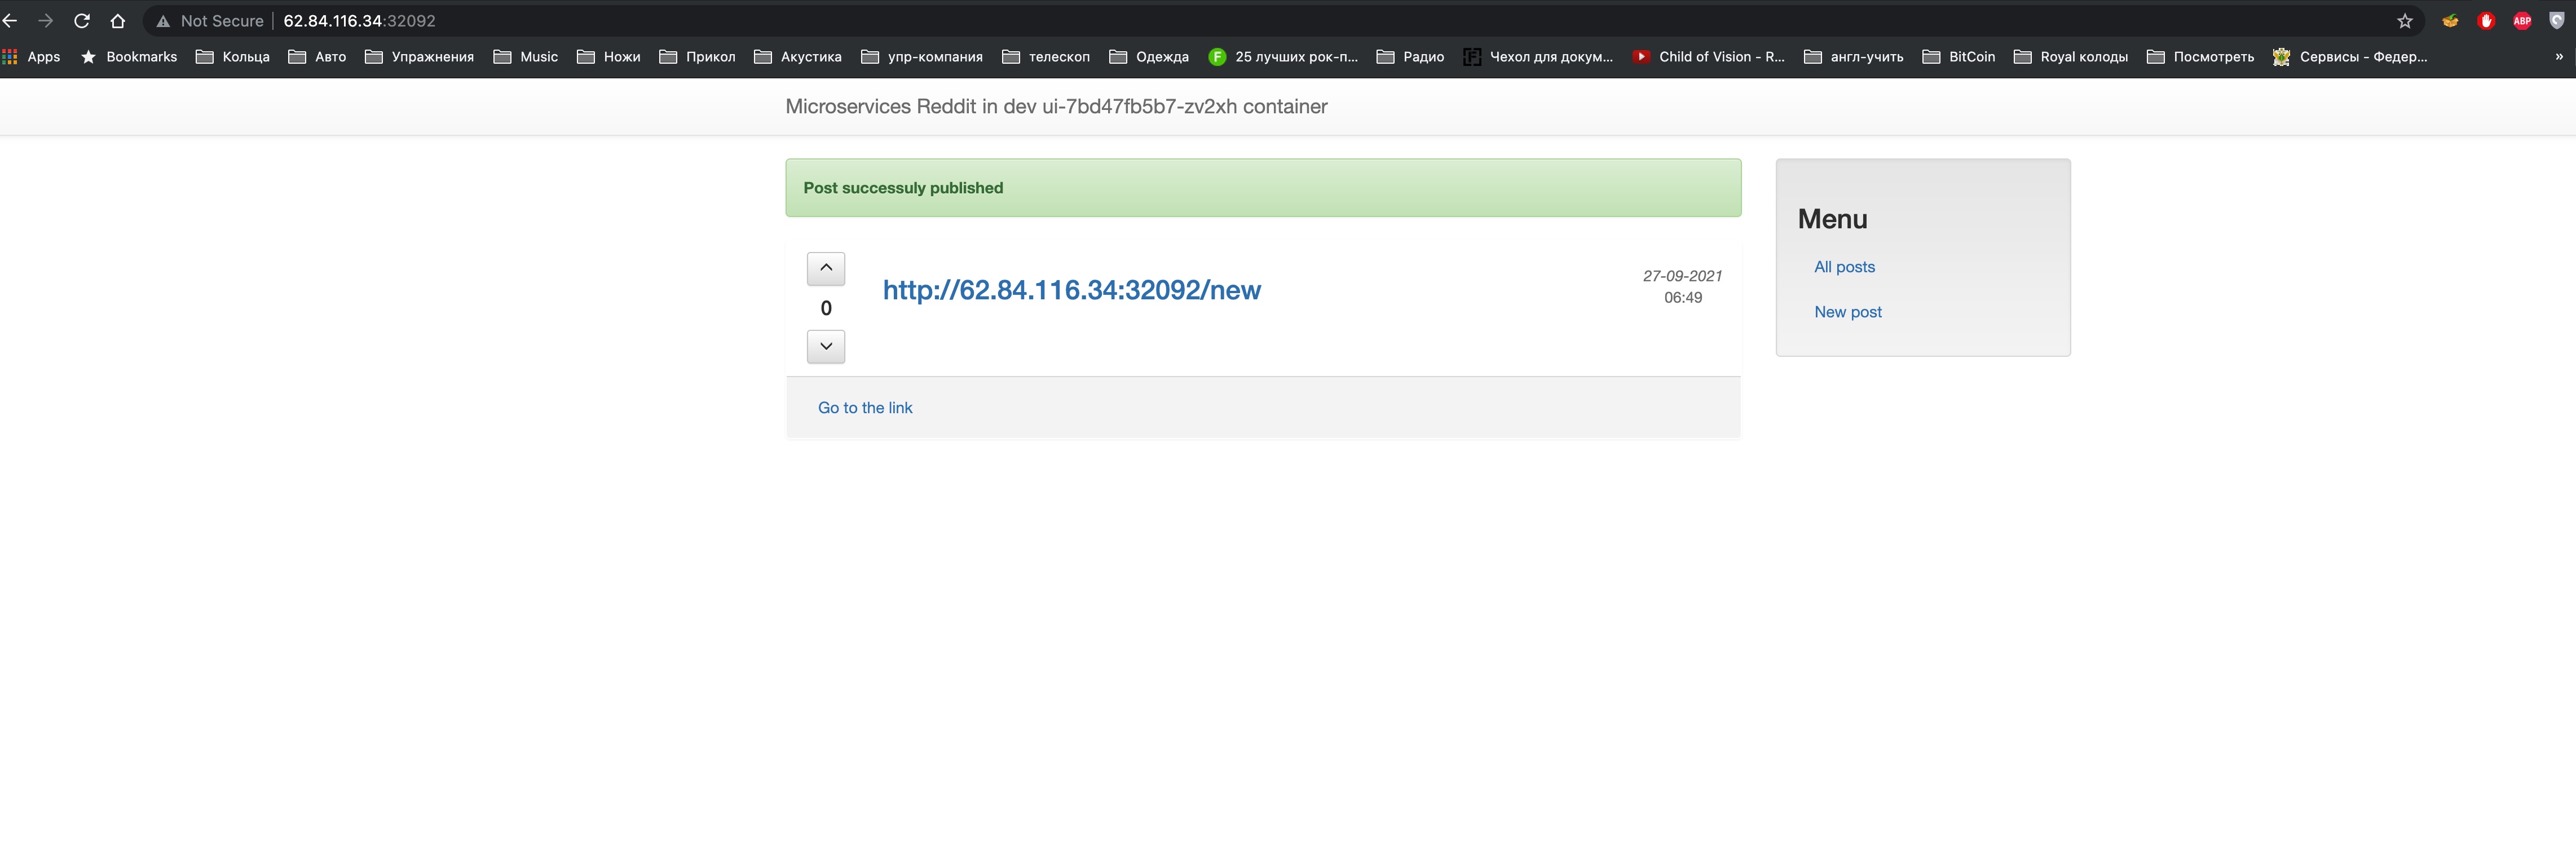 Not Secure | 62.84.116.34:32092
ABP
Apps Bookmarks Кольца Авто Упражнения Music Ножи Прикол Акустика упр-компания телескоп Одежда 25 лучших рок-п... Радио Чехол для докум... Child of Vision - R... англ-учить BitCoin Royal колоды Посмотреть Сервисы - Федер... »
Microservices Reddit in dev ui-7bd47fb5b7-zv2xh container
Post successuly published
Menu
All posts
New post
http://62.84.116.34:32092/new
27-09-2021
06:49
0
Go to the link